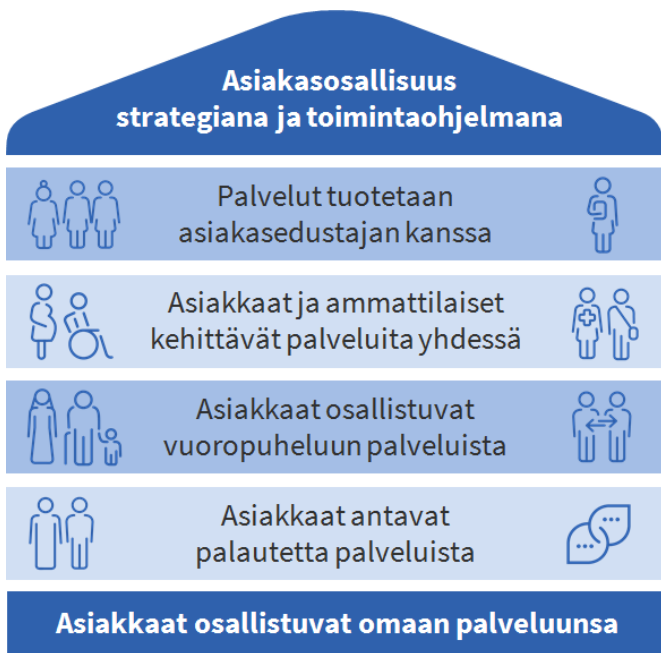 Asiakasosallisuus
strategiana ja toimintaohjelmana
Palvelut tuotetaan
asiakasedustajan kanssa
Asiakkaat ja ammattilaiset
kehittävät palveluita yhdessä
Asiakkaat osallistuvat
vuoropuheluun palveluista
Asiakkaat antavat
palautetta palveluista
Asiakkaat osallistuvat omaan palveluunsa